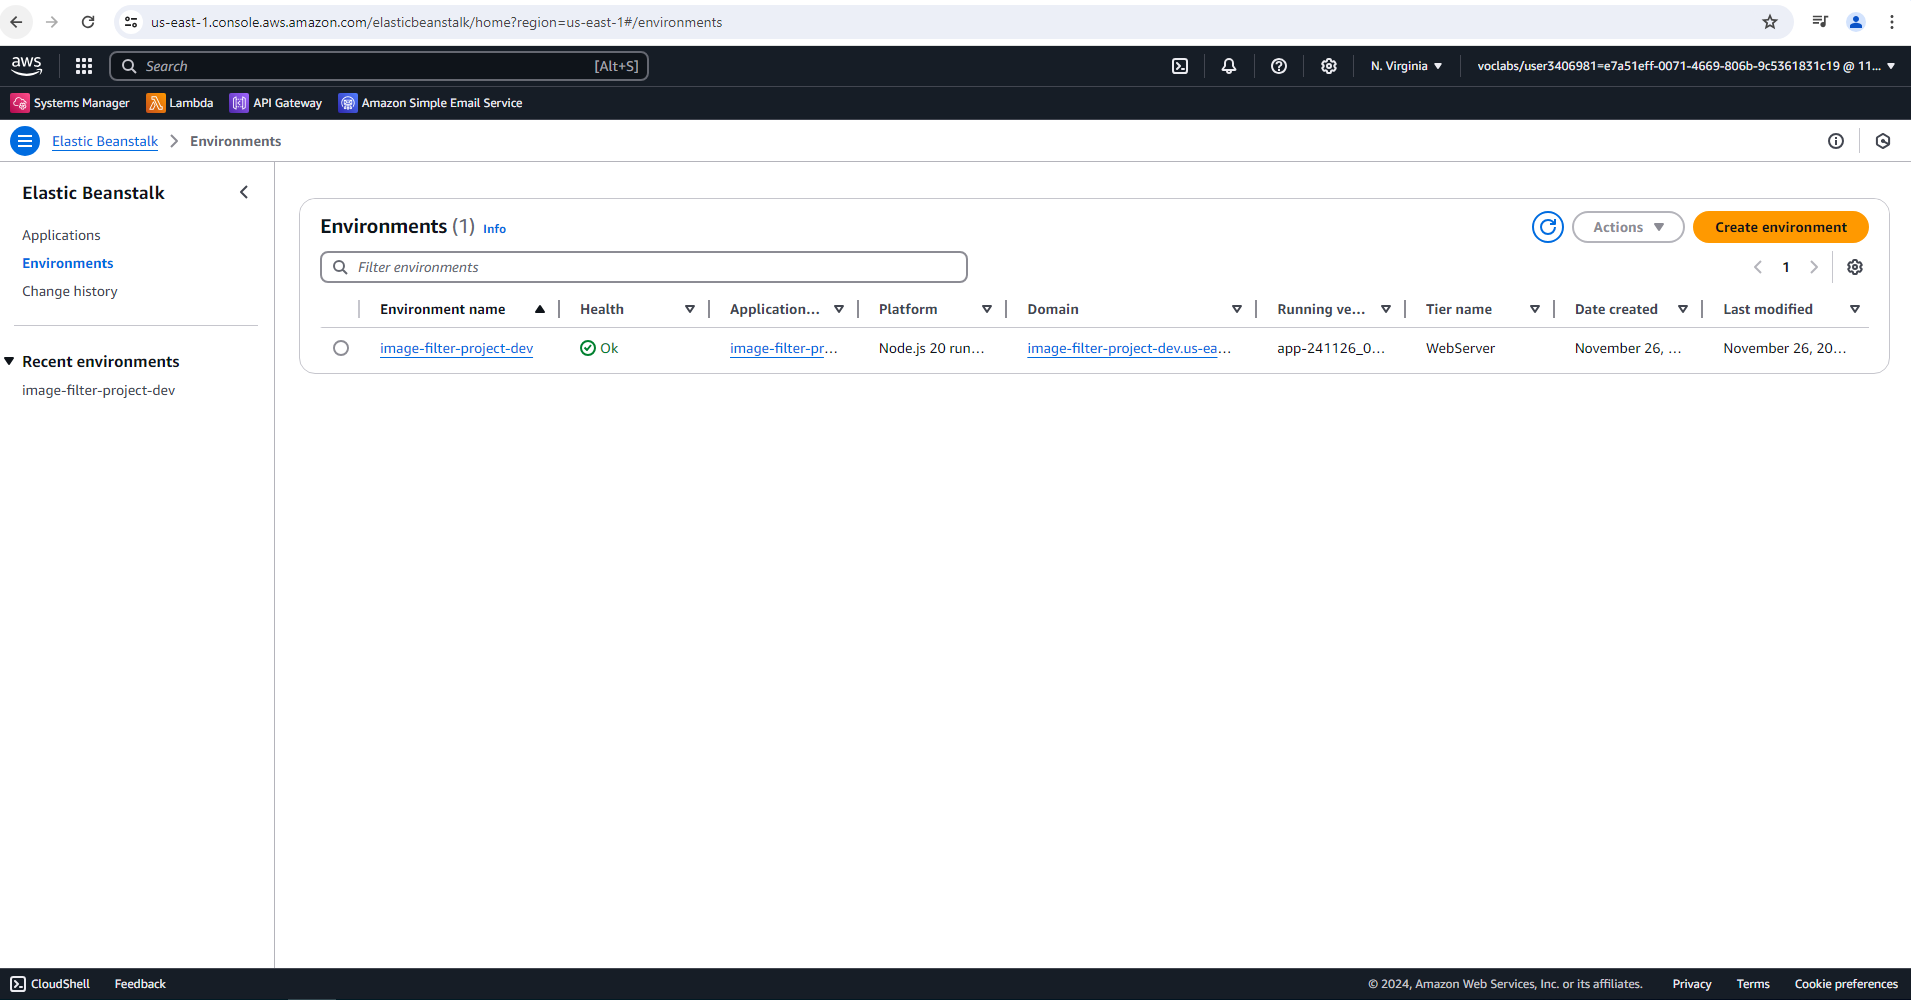 us-east-1.console.aws.amazon.com/elasticbeanstalk/home?region=us-east-1#/environments
aws
Search [Alt+S]
N. Virginia
voclabs/user3406981=e7a51eff-0071-4669-806b-9c5361831c19 @ 11...
Systems Manager Lambda API Gateway Amazon Simple Email Service
Elastic Beanstalk Environments
Elastic Beanstalk
Applications
Environments
Change history
Recent environments
image-filter-project-dev
Environments (1) Info
Actions
Create environment
Filter environments
1
Environment name Health Application... Platform Domain Running ve... Tier name Date created Last modified
image-filter-project-dev Ok image-filter-pr... Node.js 20 run... image-filter-project-dev.us-ea... app-241126_0... WebServer November 26, ... November 26, 20...
CloudShell Feedback © 2024, Amazon Web Services, Inc. or its affiliates. Privacy Terms Cookie preferences